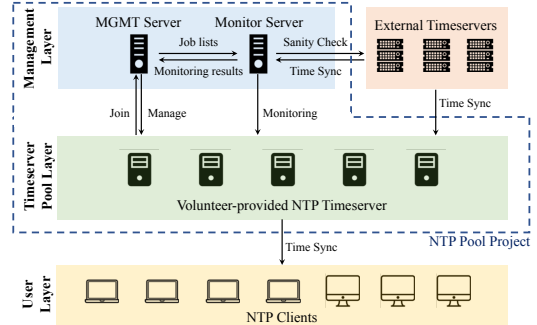 Management
Layer
MGMT Server
Monitor Server
External Timeservers
Job lists
Monitoring results
Sanity Check
Time Sync
Join
Manage
Monitoring
Time Sync
Timeserver
Pool Layer
Volunteer-provided NTP Timeserver
NTP Pool Project
Time Sync
User
Layer
NTP Clients